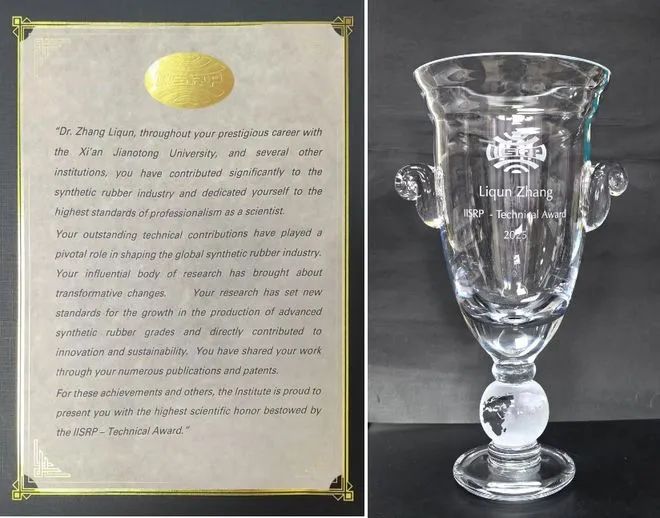 IISRP
"Dr. Zhang Liqun, throughout your prestigious career with
the Xi'an Jianotong University, and several other
institutions, you have contributed significantly to the
synthetic rubber industry and dedicated yourself to the
highest standards of professionalism as a scientist.
Your outstanding technical contributions have played a
pivotal role in shaping the global synthetic rubber industry.
Your influential body of research has brought about
transformative changes. Your research has set new
standards for the growth in the production of advanced
synthetic rubber grades and directly contributed to
innovation and sustainability. You have shared your work
through your numerous publications and patents.
For these achievements and others, the Institute is proud to
present you with the highest scientific honor bestowed by
the IISRP – Technical Award."
IISRP
Liqun Zhang
IISRP - Technical Award
2025